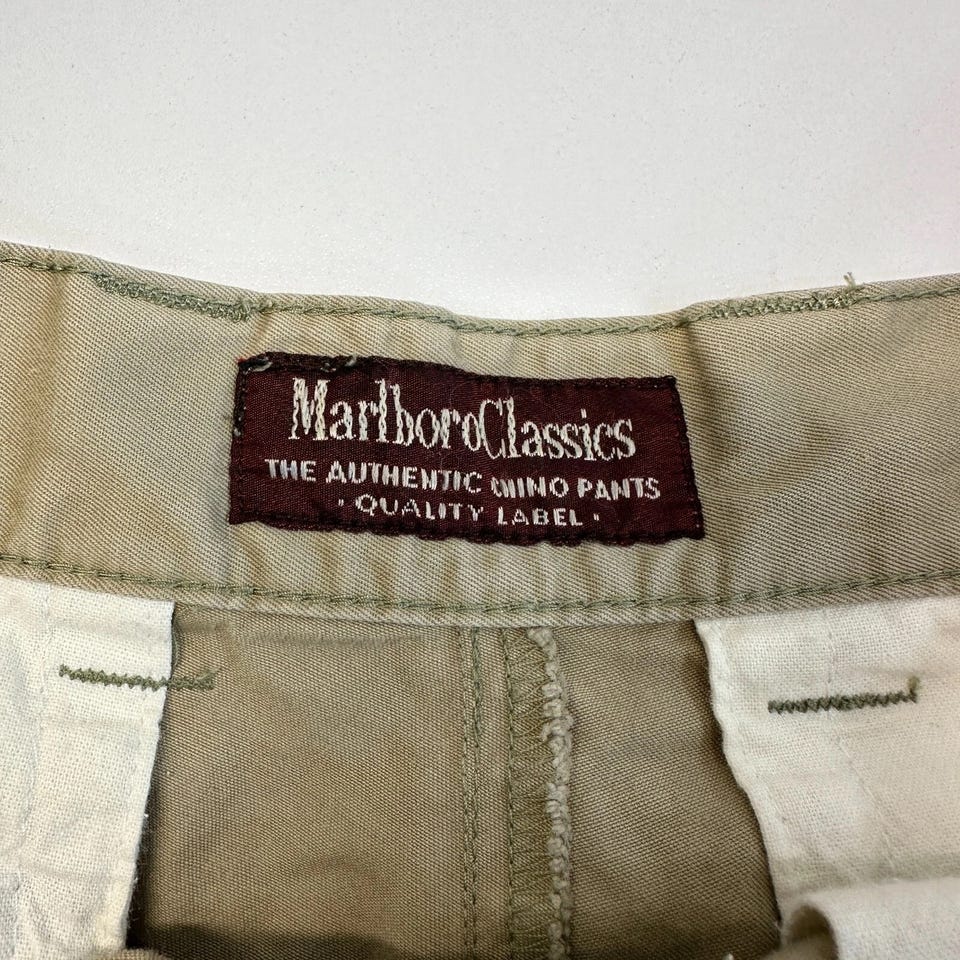 MarlboroClassics
THE AUTHENTIC CHINO PANTS
· QUALITY LABEL ·